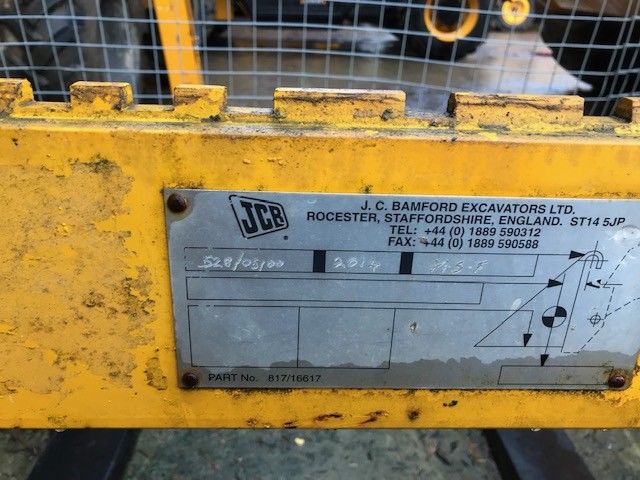 JCB
J. C. BAMFORD EXCAVATORS LTD.
ROCESTER, STAFFORDSHIRE, ENGLAND. ST14 5JP
TEL: +44 (0) 1889 590312
FAX: +44 (0) 1889 590588
PART No. 817/16617